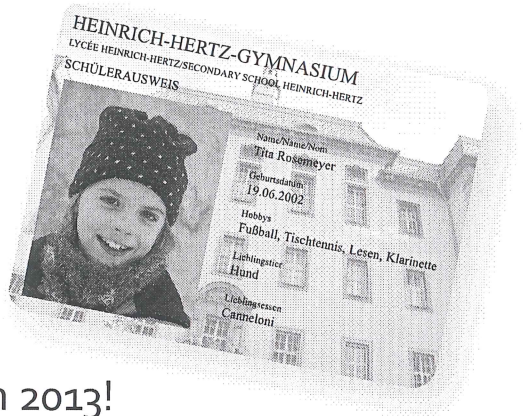 HEINRICH-HERTZ-GYMNASIUM
LYCÉE HEINRICH-HERTZ/SECONDARY SCHOOL HEINRICH-HERTZ
SCHÜLERAUSWEIS
Name/Name/Nom
Tita Rosemeyer
Geburtsdatum
19.06.2002
Hobbys
Fußball, Tischtennis, Lesen, Klarinette
Lieblingstier
Hund
Lieblingsessen
Canneloni
2013!